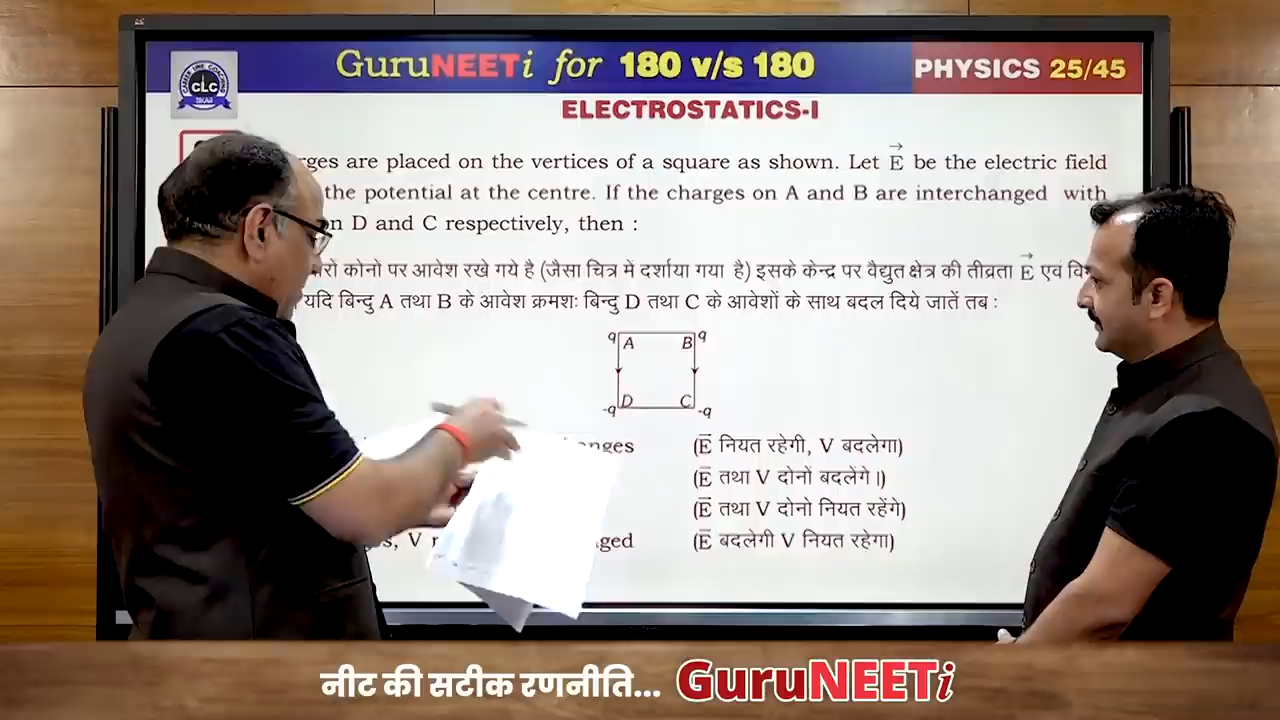 GuruNEETi for 180 v/s 180
PHYSICS 25/45
CLC
ELECTROSTATICS-I
are placed on the vertices of a square as shown. Let E⃗ be the electric field
the potential at the centre. If the charges on A and B are interchanged with
D and C respectively, then :
कोनों पर आवेश रखे गये है (जैसा चित्र में दर्शाया गया है) इसके केन्द्र पर वैद्युत क्षेत्र की तीव्रता E⃗ एवं
यदि बिन्दु A तथा B के आवेश क्रमशः बिन्दु D तथा C के आवेशों के साथ बदल दिये जातें तब :
q A B q
-q D C -q
(E̅ नियत रहेगी, V बदलेगा)
(E̅ तथा V दोनों बदलेंगे।)
(E̅ तथा V दोनो नियत रहेंगे)
V
(E̅ बदलेगी V नियत रहेगा)
नीट की सटीक रणनीति... GuruNEETi